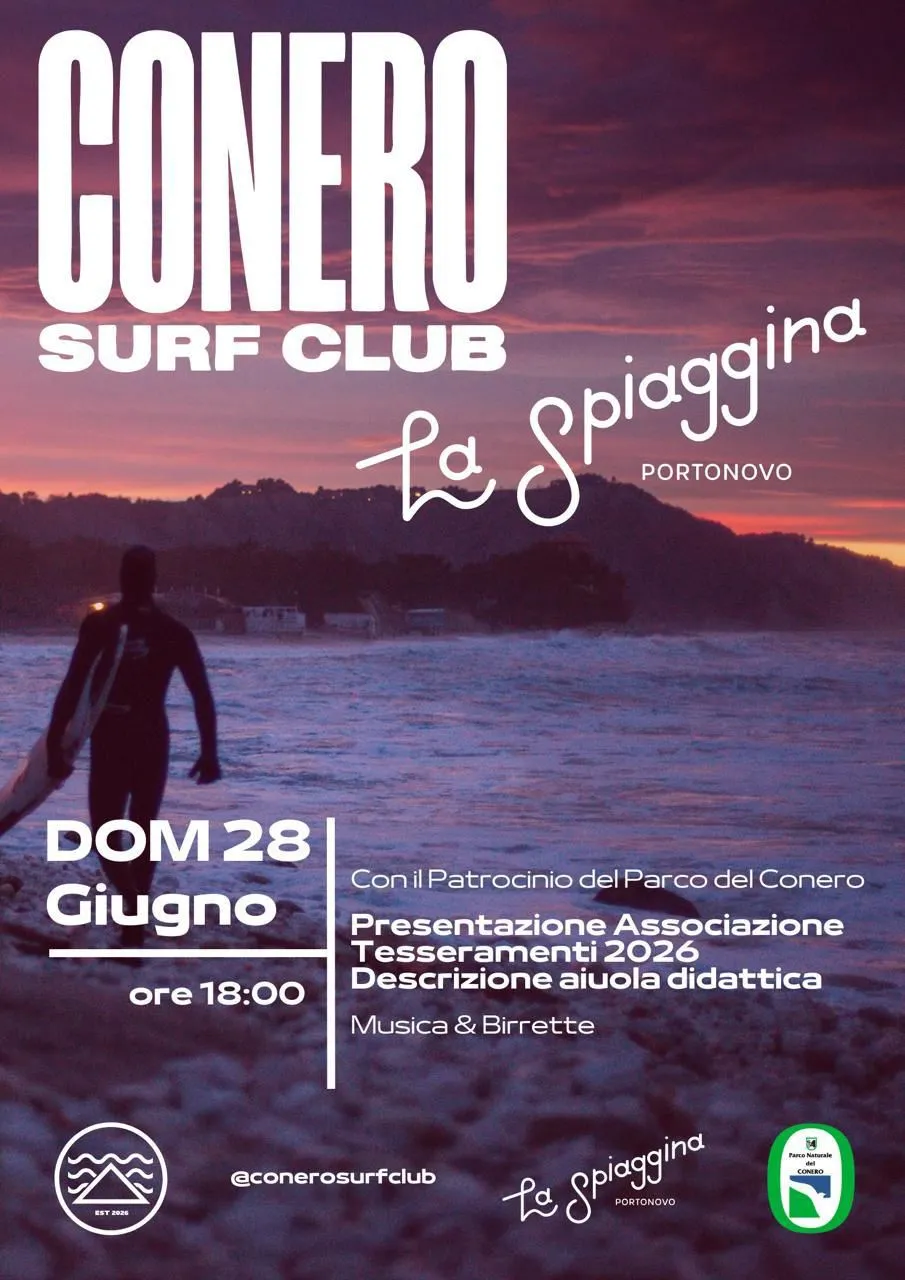 CONERO
SURF CLUB
La Spiaggina
PORTONOVO
DOM 28
Giugno
ore 18:00
Con il Patrocinio del Parco del Conero
Presentazione Associazione
Tesseramenti 2026
Descrizione aiuola didattica
Musica & Birrette
EST 2026
@conerosurfclub
La Spiaggina
PORTONOVO
Parco Naturale
del
CONERO